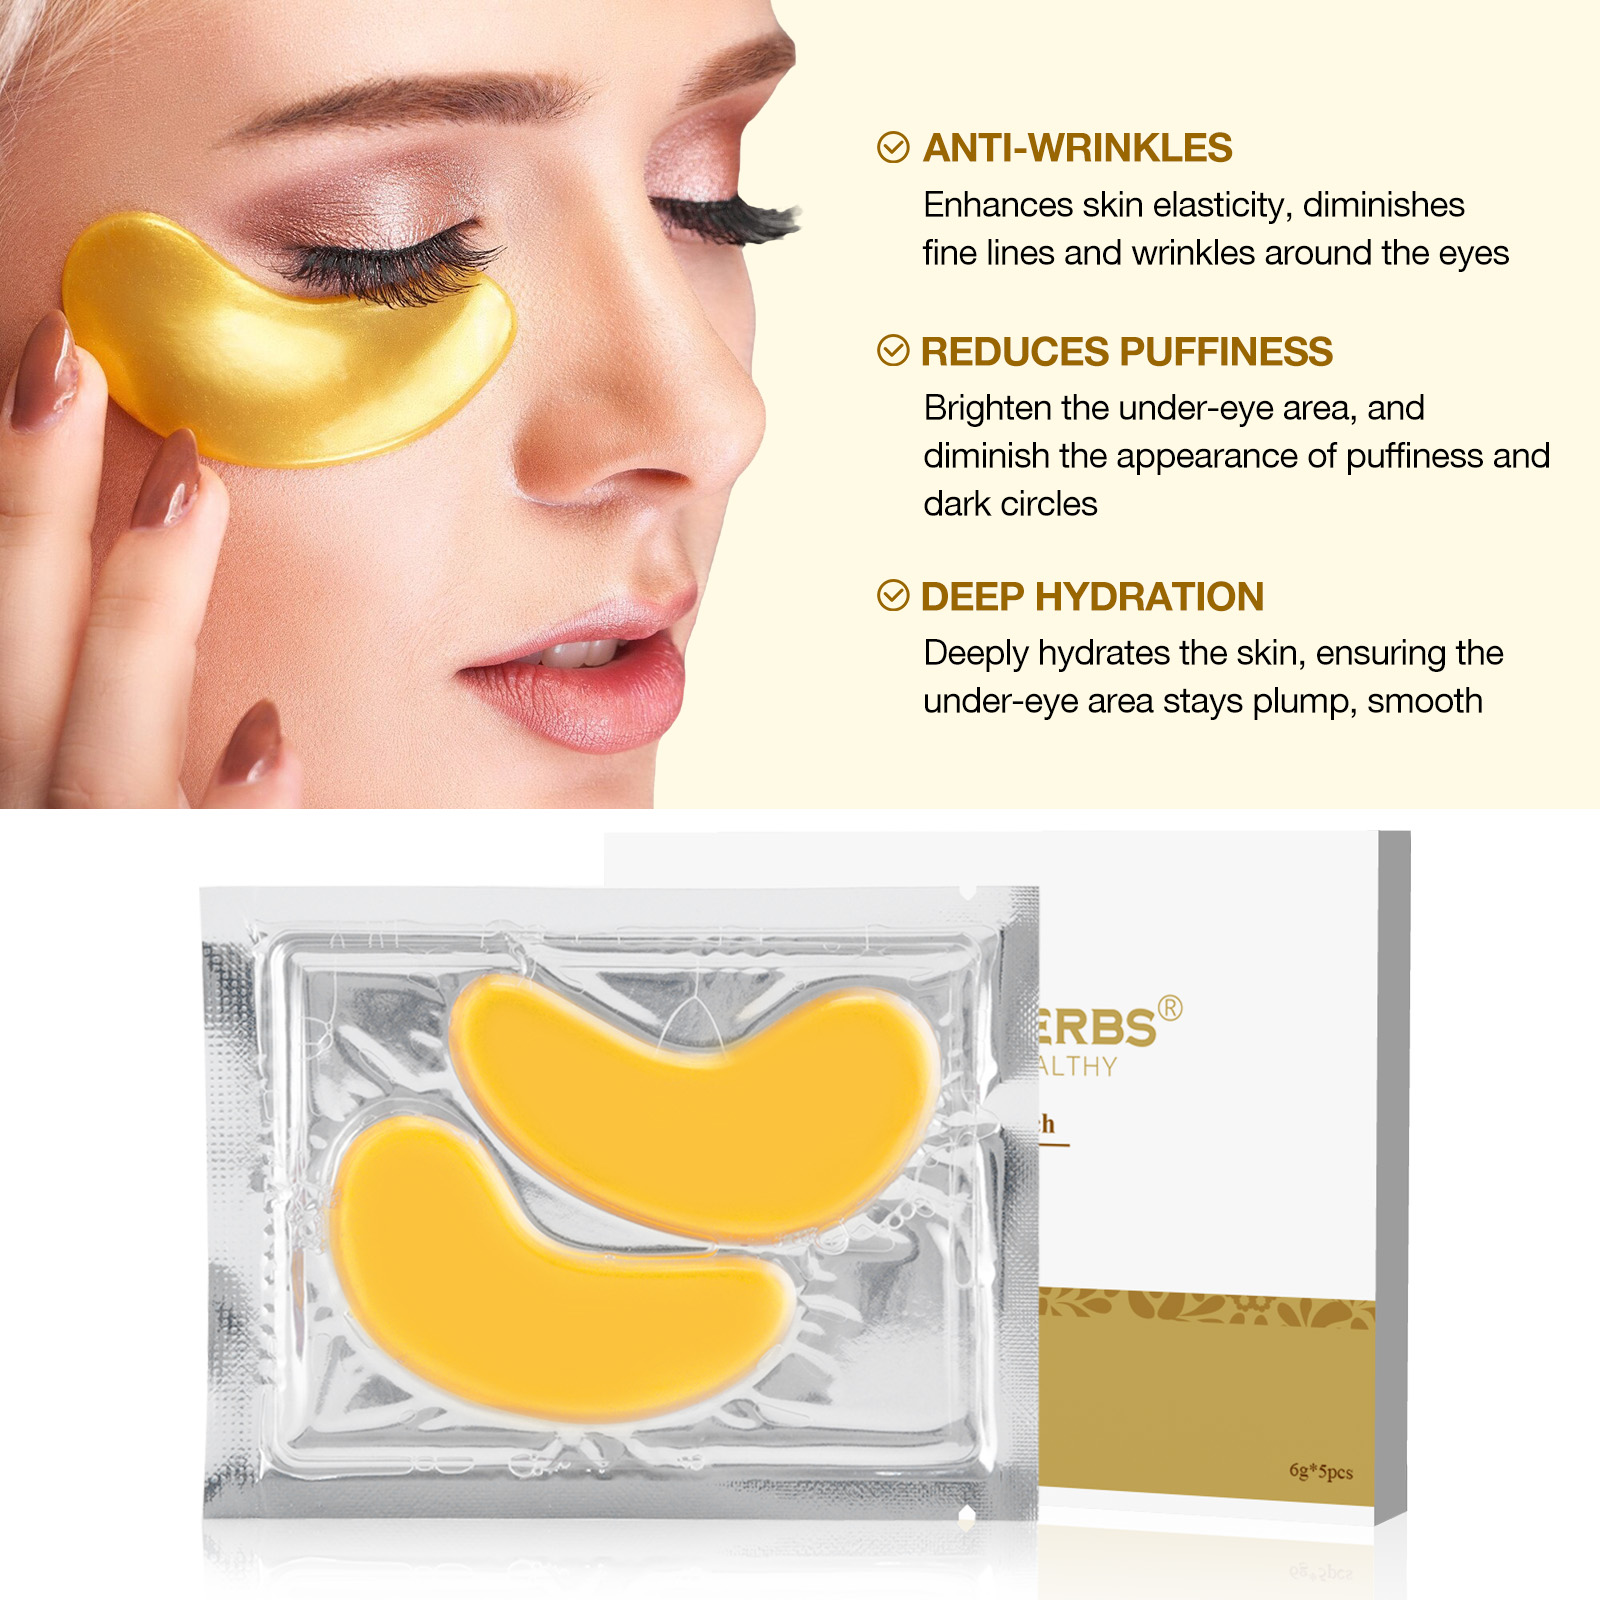 ANTI-WRINKLES
Enhances skin elasticity, diminishes
fine lines and wrinkles around the eyes
REDUCES PUFFINESS
Brighten the under-eye area, and
diminish the appearance of puffiness and
dark circles
DEEP HYDRATION
Deeply hydrates the skin, ensuring the
under-eye area stays plump, smooth
ERBS®
ALTHY
ch
6g*5pcs